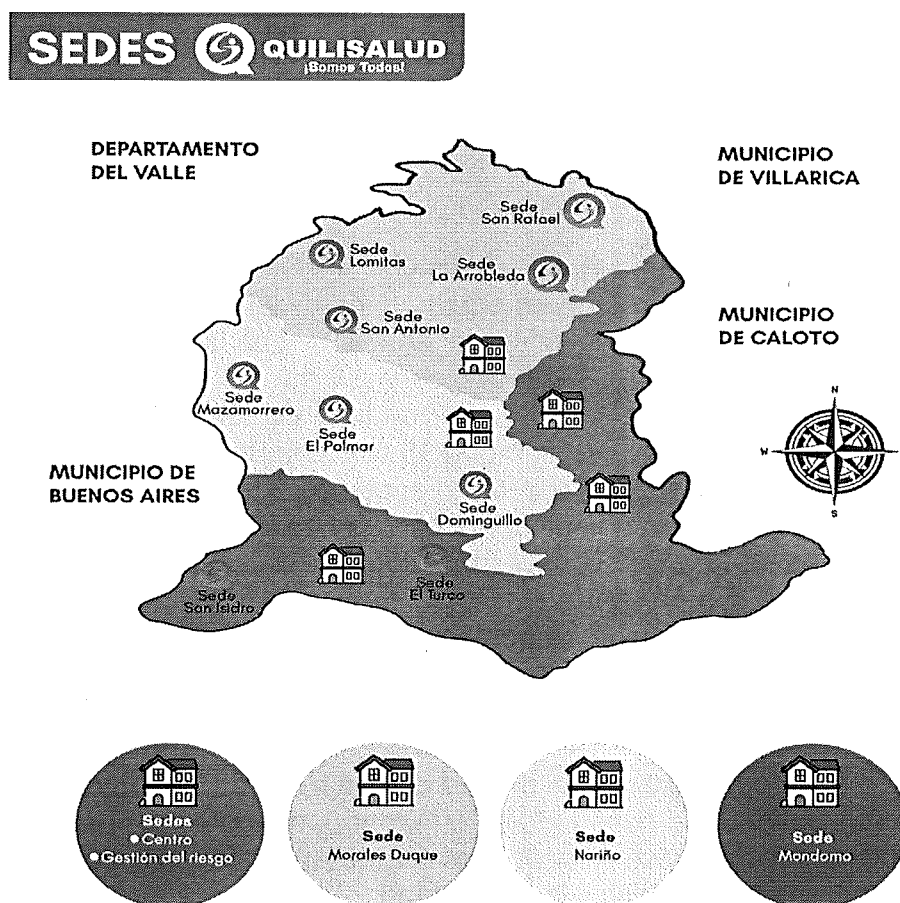 SEDES QUILISALUD
¡Somos Todos!
DEPARTAMENTO
DEL VALLE
MUNICIPIO
DE VILLARICA
Sede
San Rafael
Sede
Lomitas
Sede
La Arrobleda
Sede
San Antonio
MUNICIPIO
DE CALOTO
Sede
Mazamorrero
Sede
El Palmar
N
W
S
MUNICIPIO DE
BUENOS AIRES
Sede
Dominguillo
Sede
San Isidro
Sede
El Turco
Sedes
• Centro
• Gestión del riesgo
Sede
Morales Duque
Sede
Nariño
Sede
Mondomo